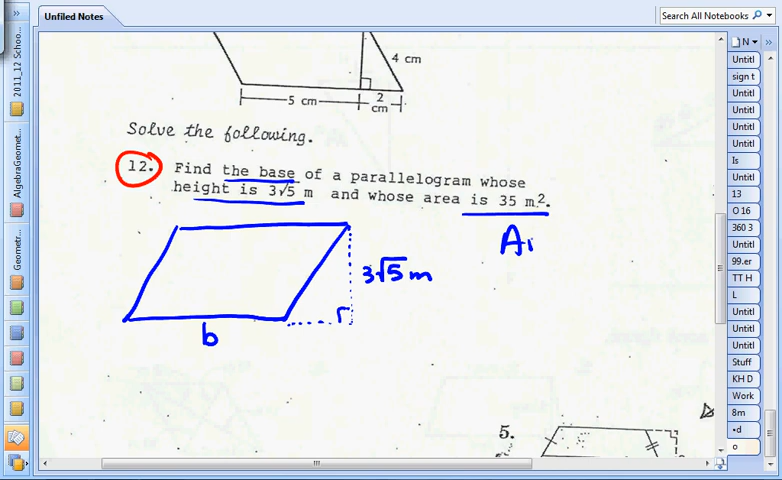 Unfiled Notes
Search All Notebooks
2011_12 Schoo...
AlgebraGeomet...
Geometr...
4 cm
5 cm
2
cm
Solve the following.
12. Find the base of a parallelogram whose
height is 3√5 m and whose area is 35 m².
A
3√5 m
b
5.
N
Untitl
sign t
Untitl
Untitl
Untitl
Untitl
Is
Untitl
13
O 16
360 3
Untitl
99.er
TT H
L
Untitl
Untitl
Untitl
Stuff
KH D
Work
8m
•d
o